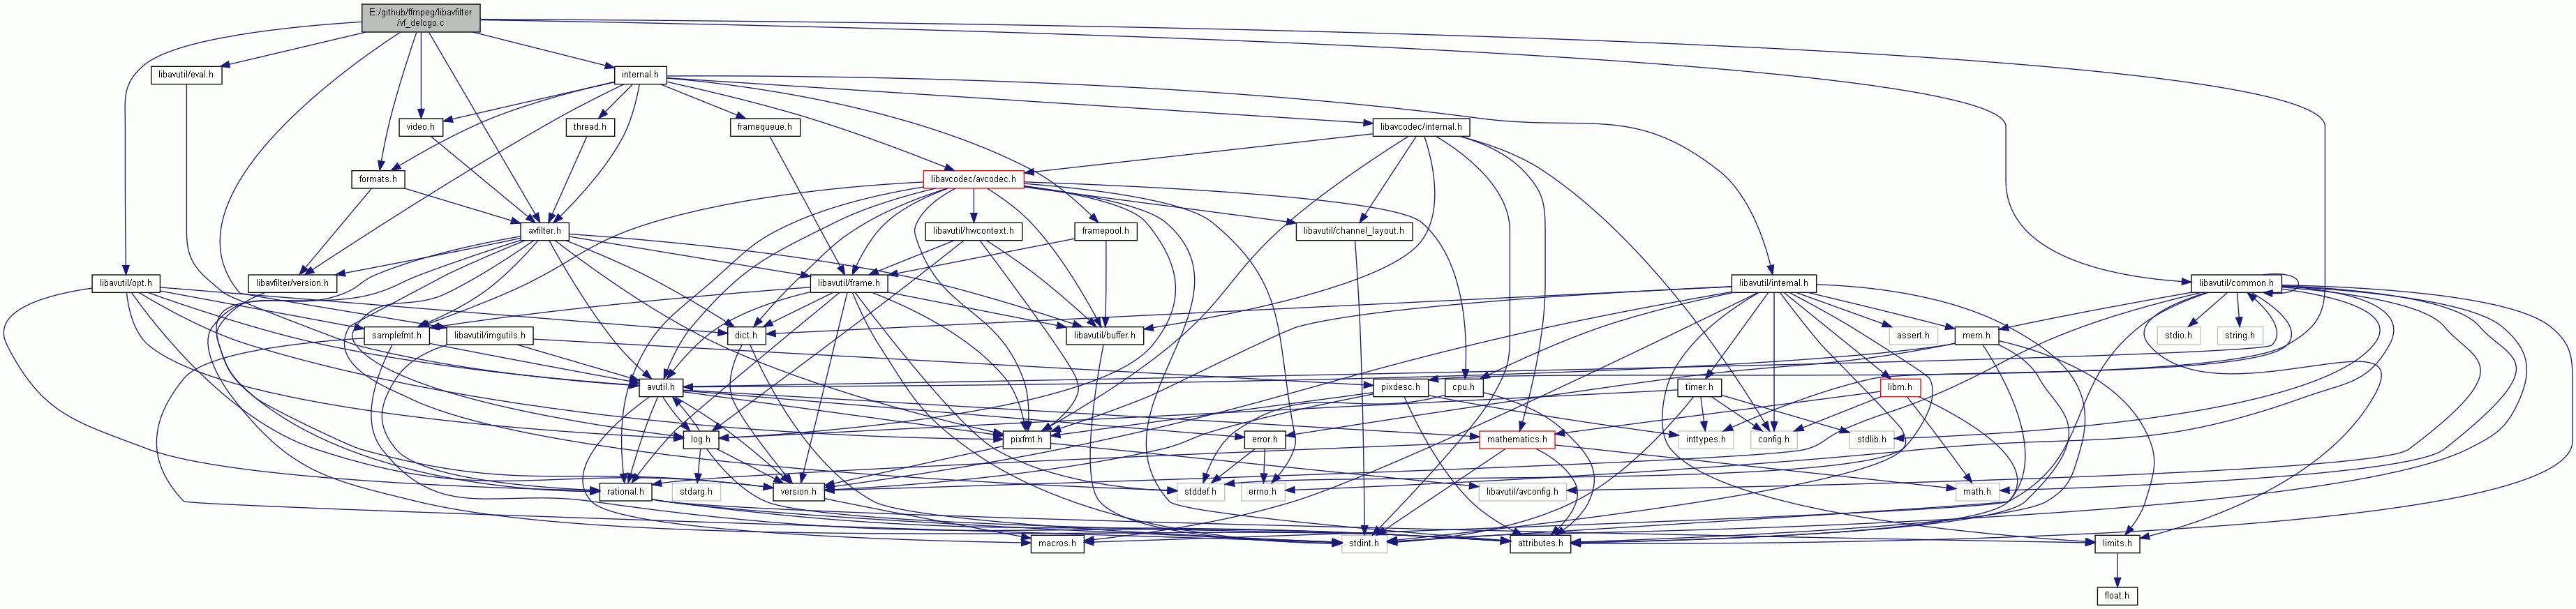 E:/github/ffmpeg/libavfilter
/vf_delogo.c
libavutil/eval.h
internal.h
video.h
thread.h
framequeue.h
libavcodec/internal.h
formats.h
libavcodec/avcodec.h
avfilter.h
libavutil/hwcontext.h
framepool.h
libavutil/channel_layout.h
libavutil/opt.h
libavfilter/version.h
libavutil/frame.h
libavutil/internal.h
libavutil/common.h
samplefmt.h
libavutil/imgutils.h
dict.h
libavutil/buffer.h
assert.h
mem.h
stdio.h
string.h
avutil.h
pixdesc.h
cpu.h
timer.h
libm.h
log.h
pixfmt.h
error.h
mathematics.h
inttypes.h
config.h
stdlib.h
rational.h
stdarg.h
version.h
stddef.h
errno.h
libavutil/avconfig.h
math.h
macros.h
stdint.h
attributes.h
limits.h
float.h